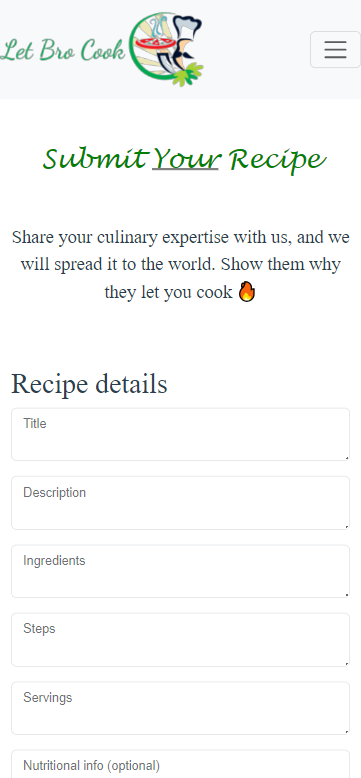 Let Bro Cook
Submit Your Recipe
Share your culinary expertise with us, and we
will spread it to the world. Show them why
they let you cook 🔥
Recipe details
Title
Description
Ingredients
Steps
Servings
Nutritional info (optional)